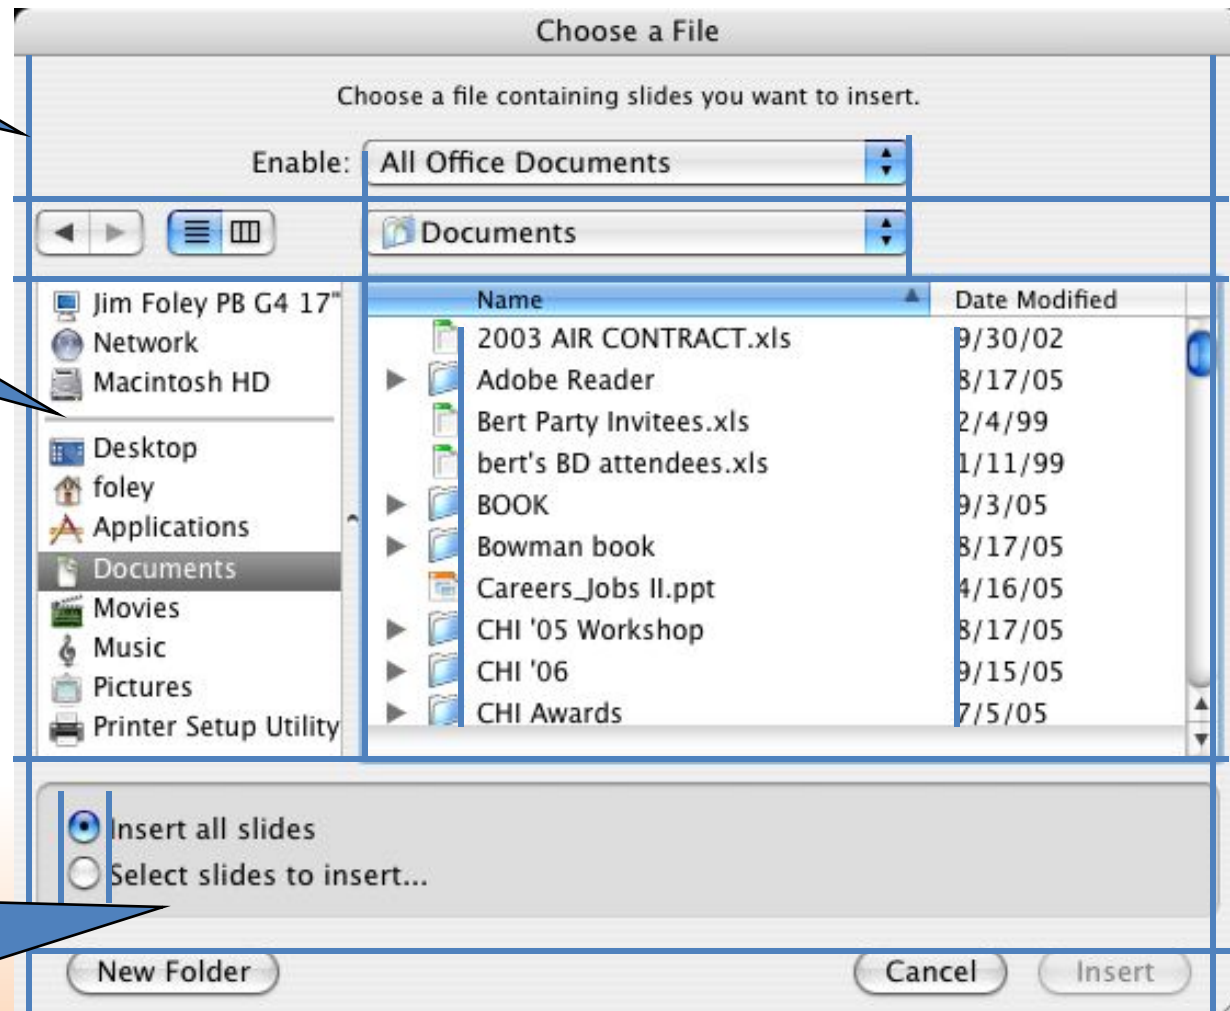 Choose a File
Choose a file containing slides you want to insert.
Enable: All Office Documents
Documents
Jim Foley PB G4 17"
Network
Macintosh HD
Desktop
foley
Applications
Documents
Movies
Music
Pictures
Printer Setup Utility
Name Date Modified
2003 AIR CONTRACT.xls 9/30/02
Adobe Reader 8/17/05
Bert Party Invitees.xls 2/4/99
bert's BD attendees.xls 1/11/99
BOOK 9/3/05
Bowman book 8/17/05
Careers_Jobs II.ppt 4/16/05
CHI '05 Workshop 8/17/05
CHI '06 9/15/05
CHI Awards 7/5/05
Insert all slides
Select slides to insert...
New Folder Cancel Insert